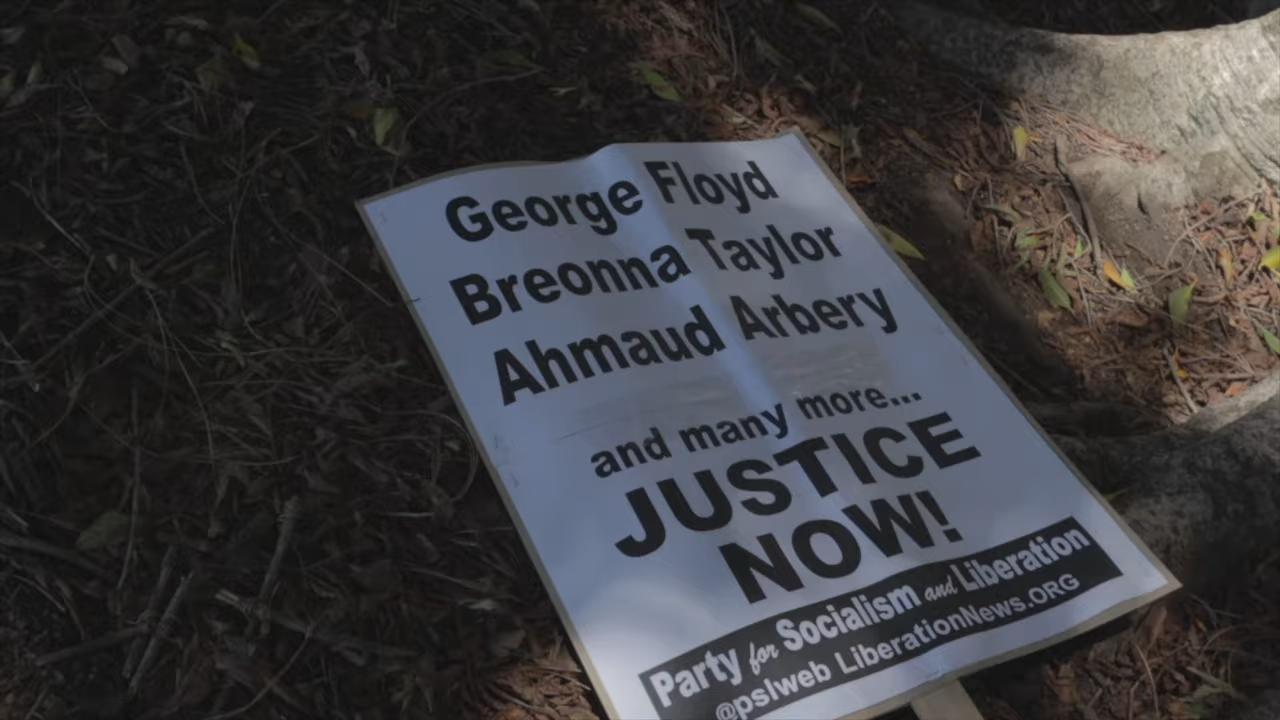 George Floyd
Breonna Taylor
Ahmaud Arbery
and many more...
JUSTICE
NOW!
Party for Socialism and Liberation
@pslweb LiberationNews.ORG